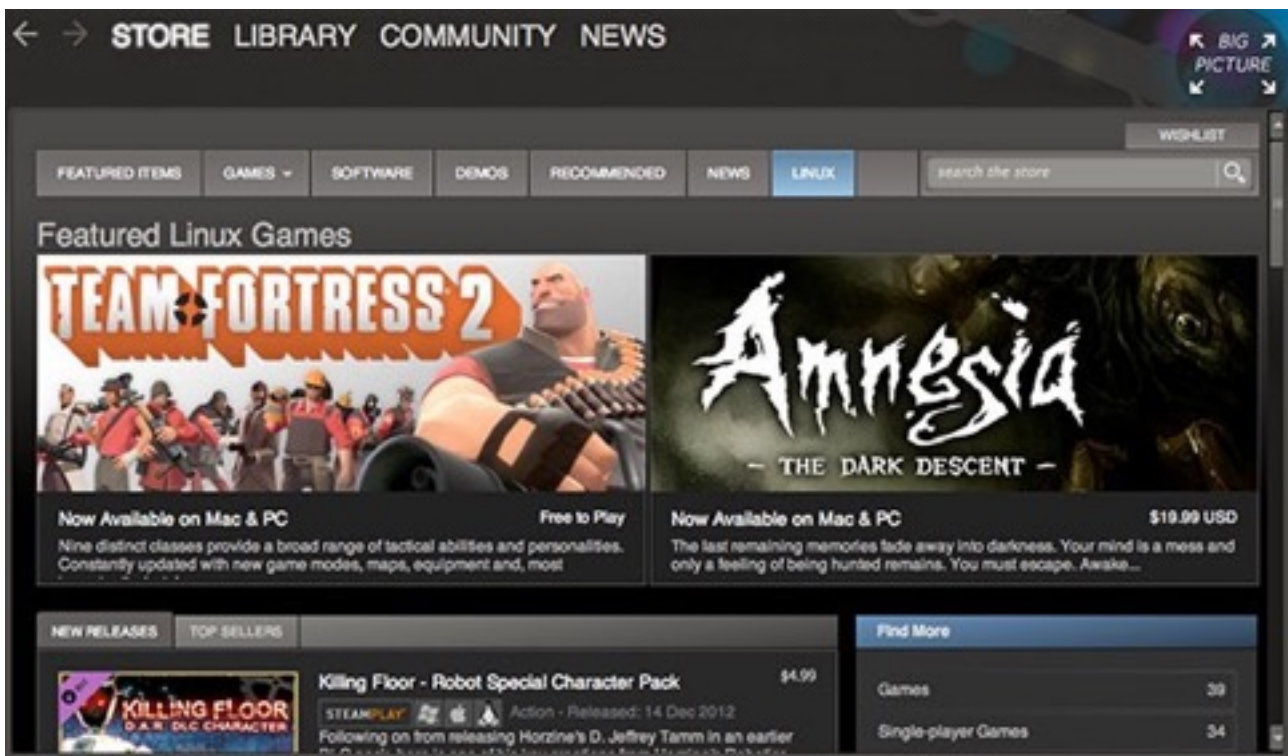 STORE LIBRARY COMMUNITY NEWS
BIG
PICTURE
WISHLIST
FEATURED ITEMS GAMES SOFTWARE DEMOS RECOMMENDED NEWS LINUX search the store
Featured Linux Games
TEAM FORTRESS 2
Amnesia
- THE DARK DESCENT -
Now Available on Mac & PC Free to Play
Nine distinct classes provide a broad range of tactical abilities and personalities.
Constantly updated with new game modes, maps, equipment and, most
Now Available on Mac & PC $19.99 USD
The last remaining memories fade away into darkness. Your mind is a mess and
only a feeling of being hunted remains. You must escape. Awake...
NEW RELEASES TOP SELLERS
KILLING FLOOR
D.A.R. DLC CHARACTER
Killing Floor - Robot Special Character Pack $4.99
STEAMPLAY Action - Released: 14 Dec 2012
Following on from releasing Horzine's D. Jeffrey Tamm in an earlier
Find More
Games 39
Single-player Games 34